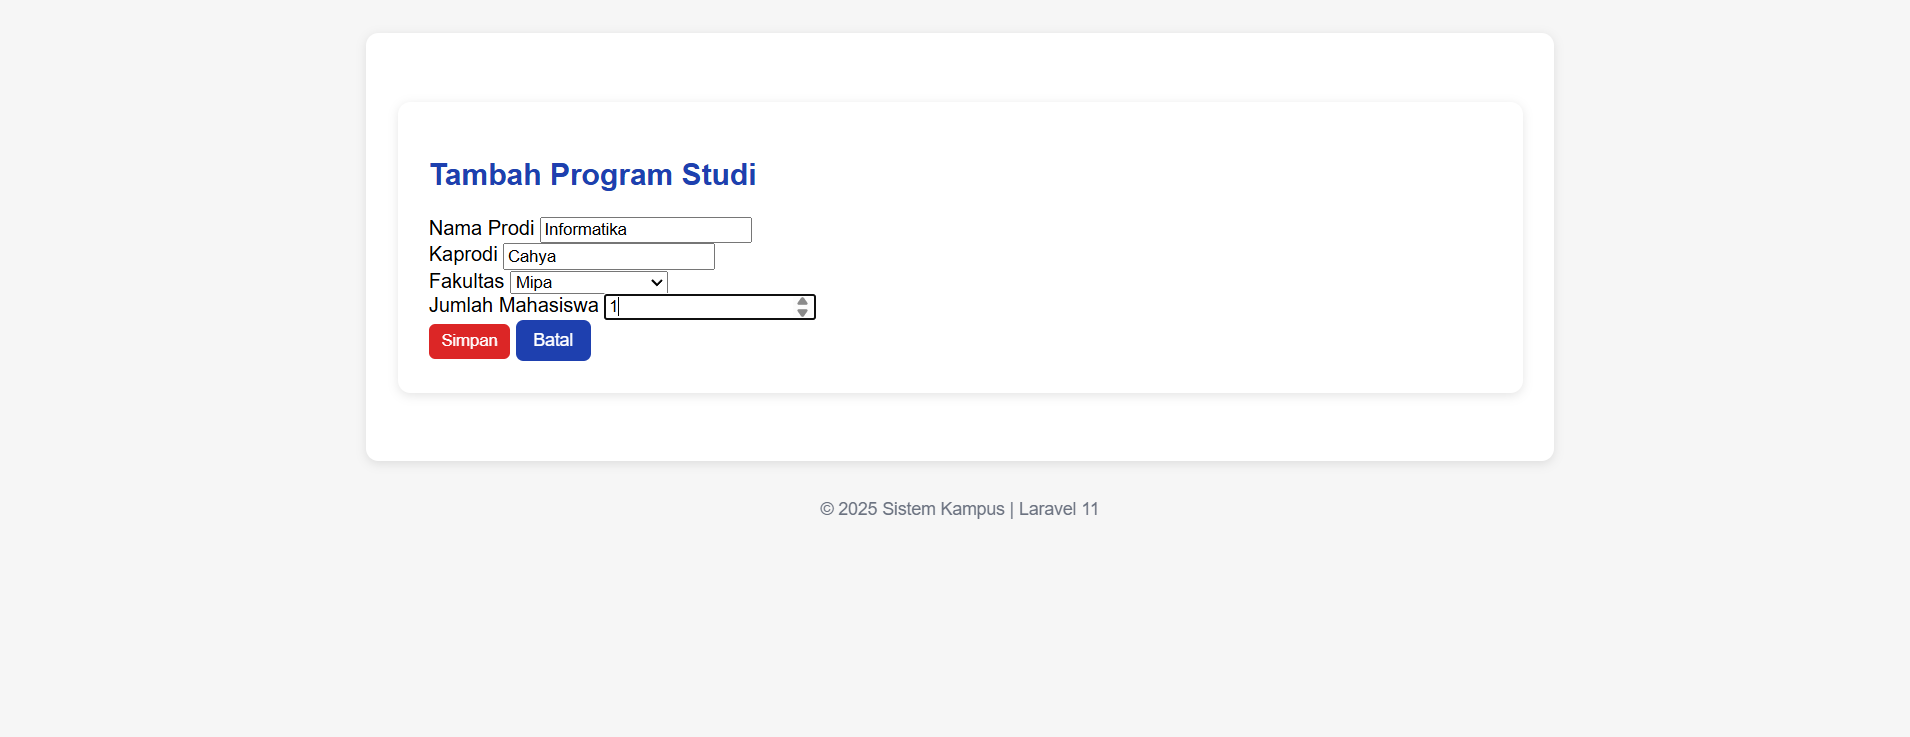 Tambah Program Studi
Nama Prodi Informatika
Kaprodi Cahya
Fakultas Mipa
Jumlah Mahasiswa 1
Simpan Batal
© 2025 Sistem Kampus | Laravel 11